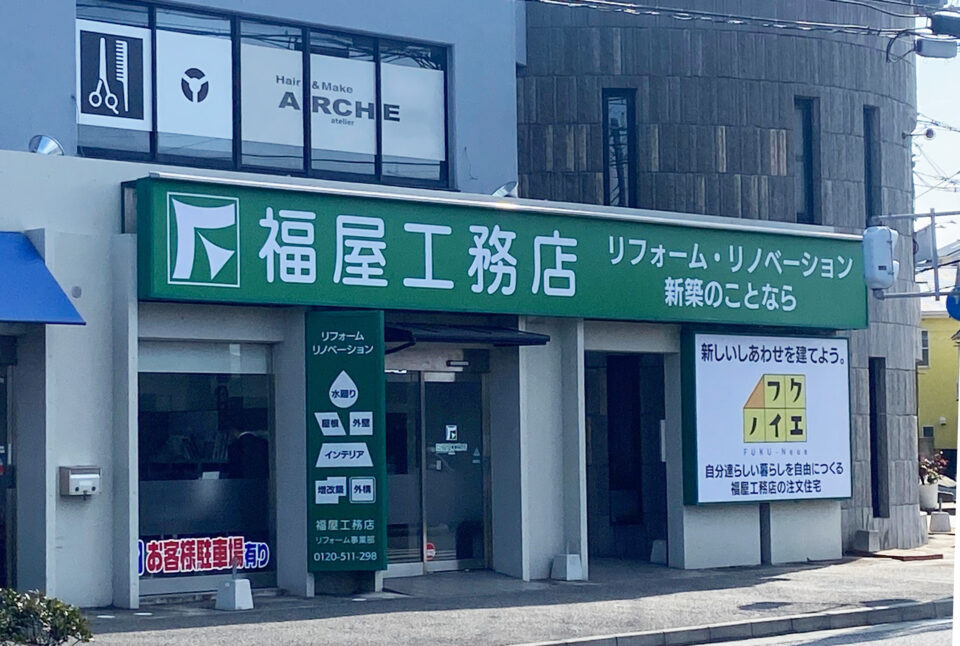 Hair & Make
ARCHE
atelier
福屋工務店
リフォーム・リノベーション
新築のことなら
リフォーム
リノベーション
水廻り
屋根
外壁
インテリア
増改築
外構
福屋工務店
リフォーム事業部
0120-511-298
お客様駐車場有り
新しいしあわせを建てよう。
フク
ノイエ
FUKU-Neue
自分達らしい暮らしを自由につくる
福屋工務店の注文住宅